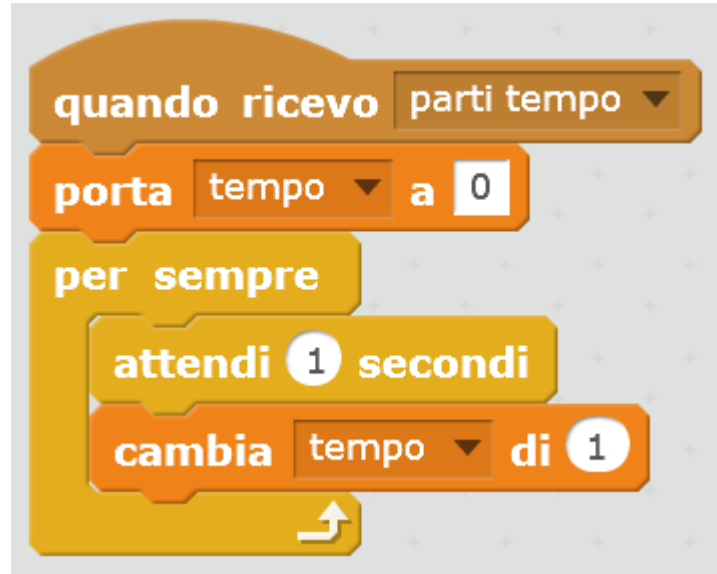 quando ricevo parti tempo
porta tempo a 0
per sempre
attendi 1 secondi
cambia tempo di 1